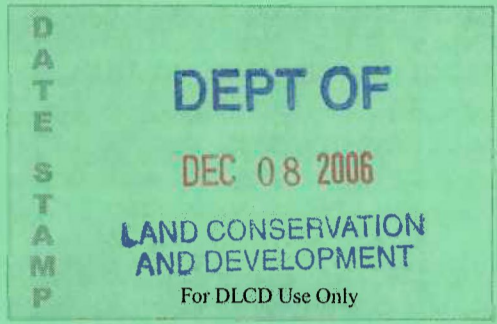 DATE STAMP
DEPT OF
DEC 08 2006
LAND CONSERVATION
AND DEVELOPMENT
For DLCD Use Only